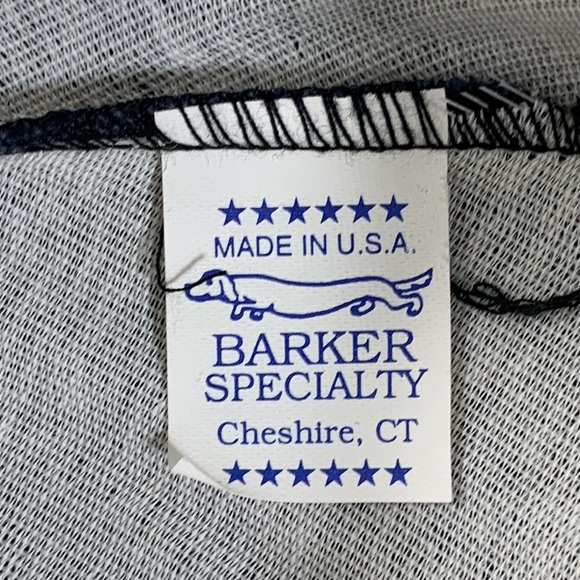 ★★★★★★
MADE IN U.S.A.
BARKER
SPECIALTY
Cheshire, CT
★★★★★★